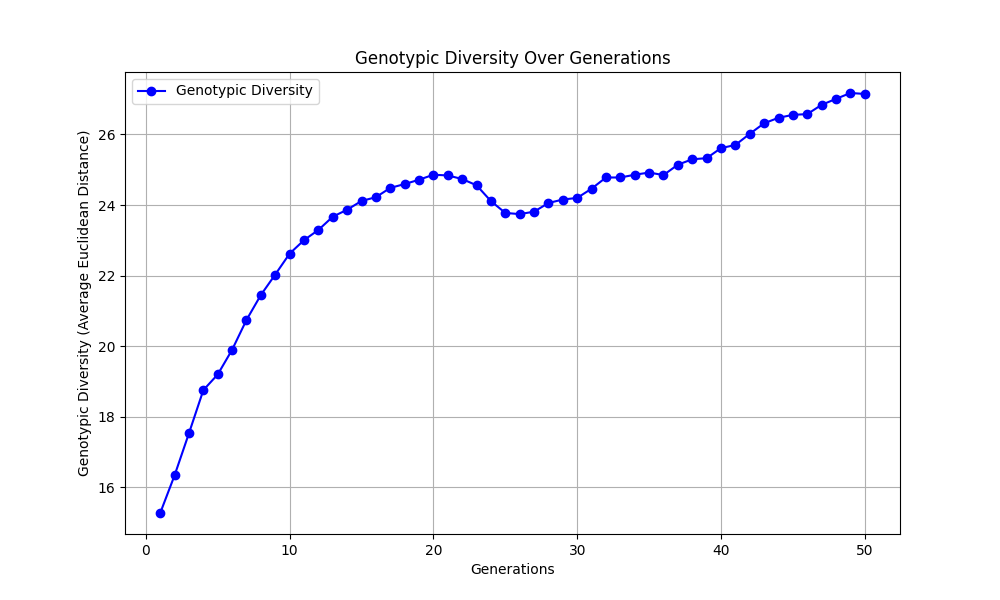 Genotypic Diversity Over Generations
Genotypic Diversity
Genotypic Diversity (Average Euclidean Distance)
26
24
22
20
18
16
0 10 20 30 40 50
Generations